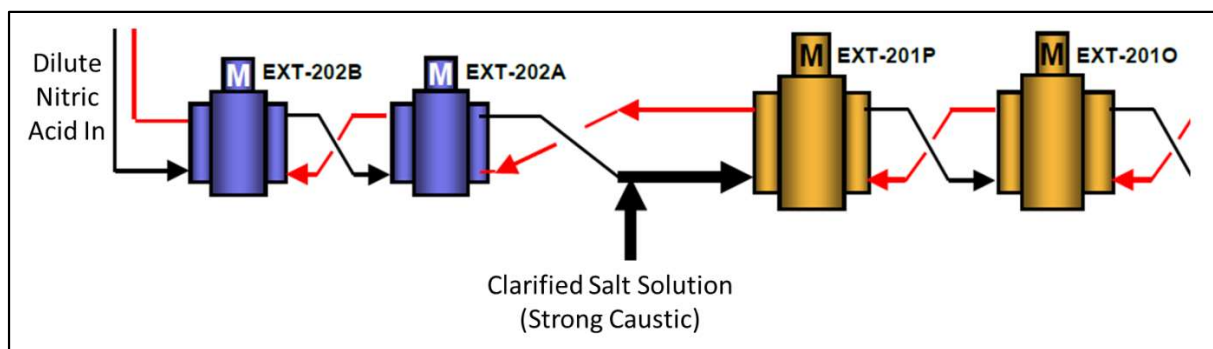 Dilute
Nitric
Acid In
M
EXT-202B
M
EXT-202A
M
EXT-201P
M
EXT-201O
Clarified Salt Solution
(Strong Caustic)